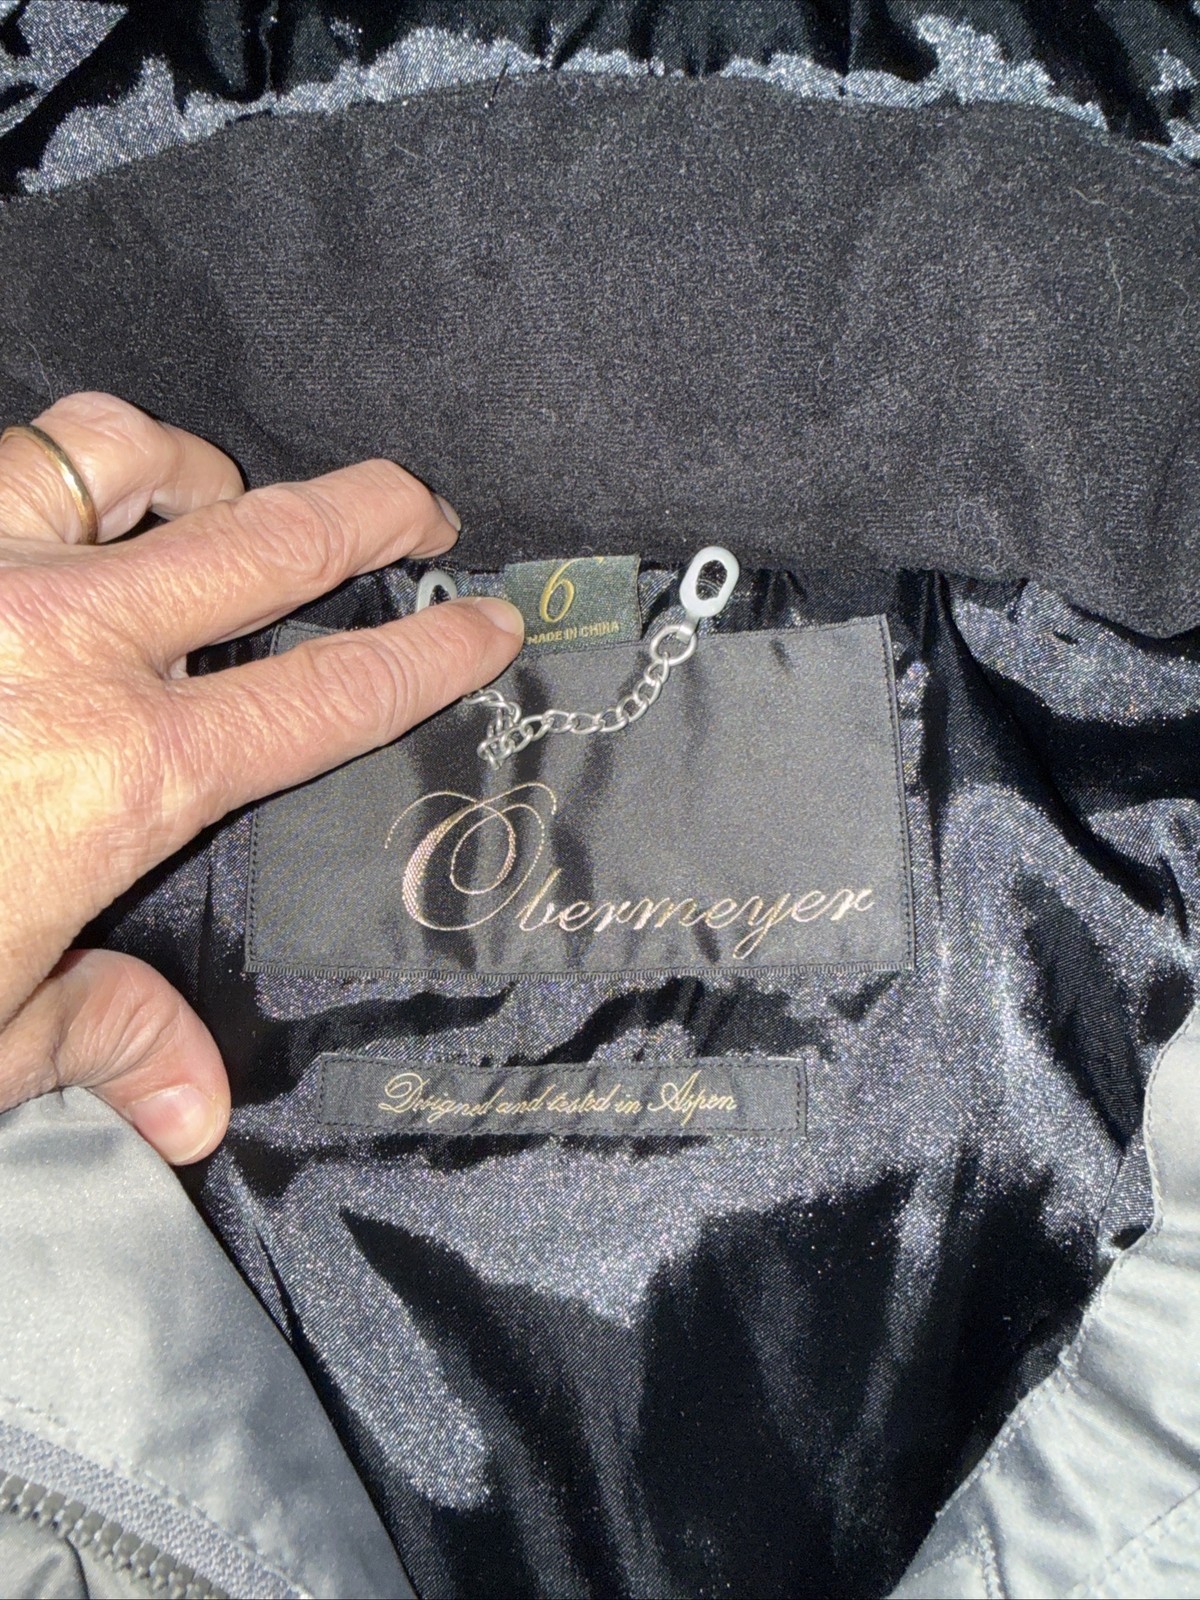 6
MADE IN CHINA
Obermeyer
Designed and tested in Aspen